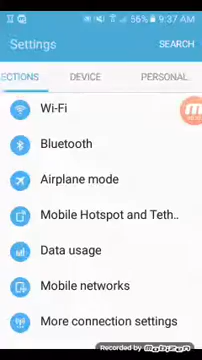 56% 9:37 AM
Settings SEARCH
ECTIONS DEVICE PERSONAL
Wi-Fi
Bluetooth
Airplane mode
Mobile Hotspot and Teth..
Data usage
Mobile networks
More connection settings
Recorded by